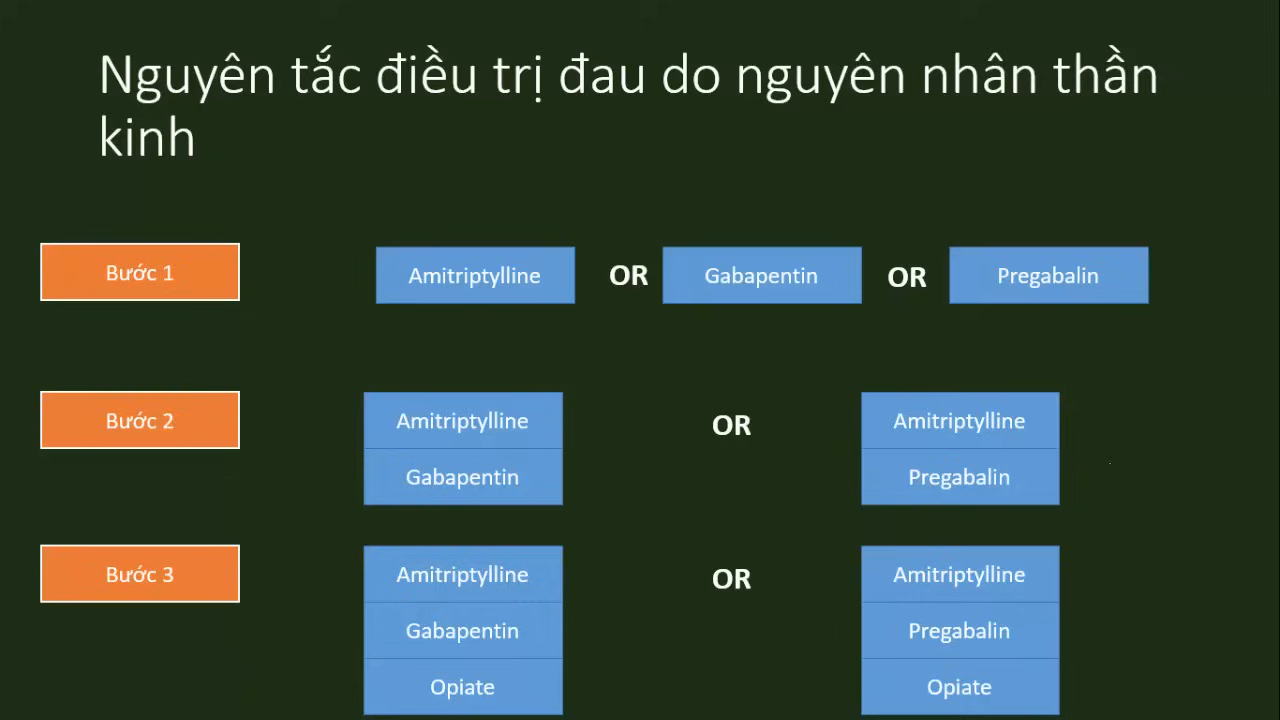 Nguyên tắc điều trị đau do nguyên nhân thần
kinh
Bước 1
Amitriptylline OR Gabapentin OR Pregabalin
Bước 2
Amitriptylline OR Amitriptylline
Gabapentin Pregabalin
Bước 3
Amitriptylline OR Amitriptylline
Gabapentin Pregabalin
Opiate Opiate